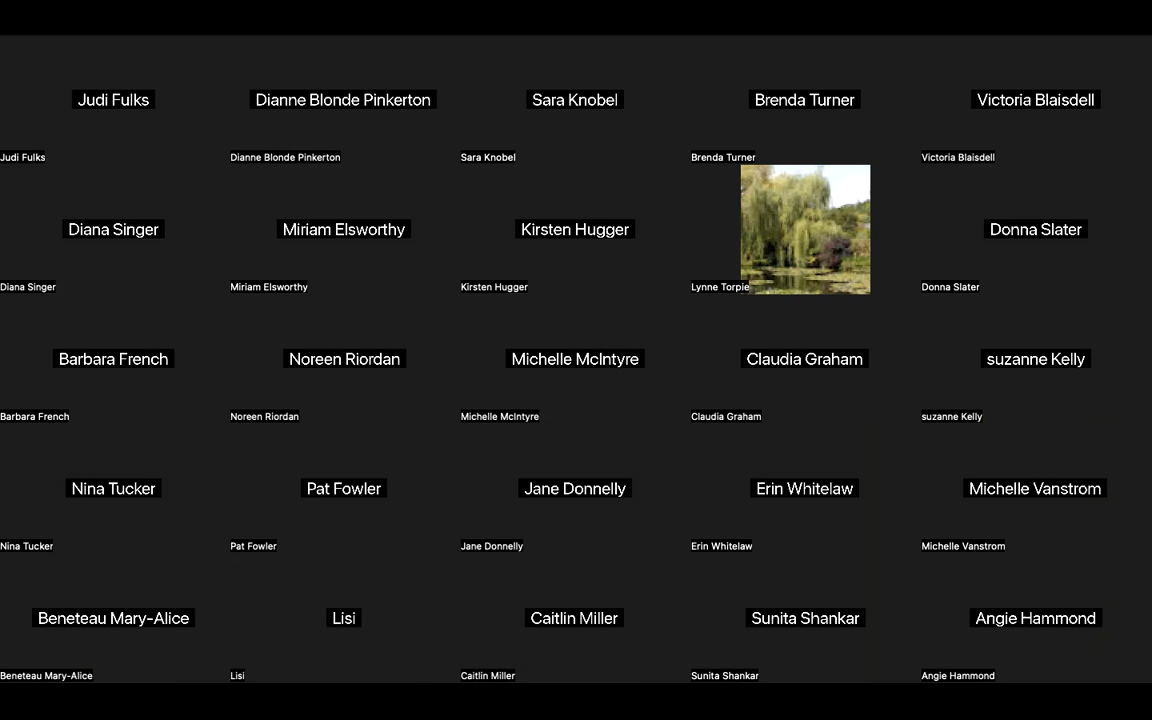 Judi Fulks
Dianne Blonde Pinkerton
Sara Knobel
Brenda Turner
Victoria Blaisdell
Judi Fulks
Dianne Blonde Pinkerton
Sara Knobel
Brenda Turner
Victoria Blaisdell
Diana Singer
Miriam Elsworthy
Kirsten Hugger
Donna Slater
Diana Singer
Miriam Elsworthy
Kirsten Hugger
Lynne Torpie
Donna Slater
Barbara French
Noreen Riordan
Michelle McIntyre
Claudia Graham
suzanne Kelly
Barbara French
Noreen Riordan
Michelle McIntyre
Claudia Graham
suzanne Kelly
Nina Tucker
Pat Fowler
Jane Donnelly
Erin Whitelaw
Michelle Vanstrom
Nina Tucker
Pat Fowler
Jane Donnelly
Erin Whitelaw
Michelle Vanstrom
Beneteau Mary-Alice
Lisi
Caitlin Miller
Sunita Shankar
Angie Hammond
Beneteau Mary-Alice
Lisi
Caitlin Miller
Sunita Shankar
Angie Hammond